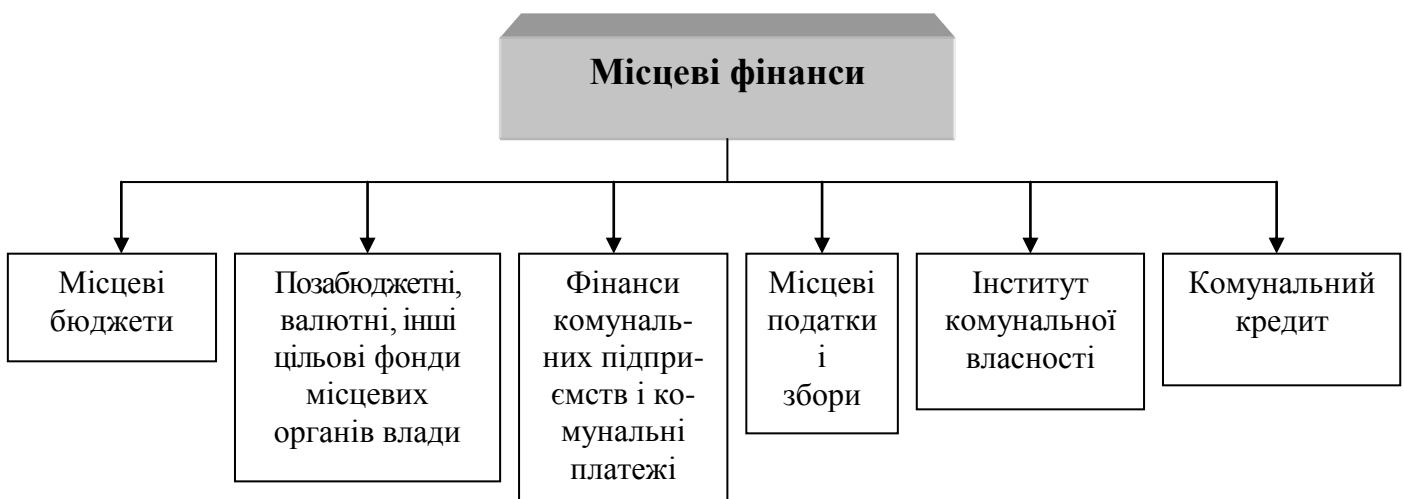 Місцеві фінанси
Місцеві
бюджети
Позабюджетні,
валютні, інші
цільові фонди
місцевих
органів влади
Фінанси
комуналь-
них підпри-
ємств і ко-
мунальні
платежі
Місцеві
податки
і
збори
Інститут
комунальної
власності
Комунальний
кредит